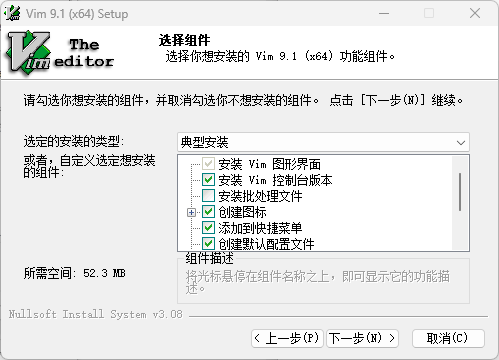 Vim 9.1 (x64) Setup
The
Vim editor
选择组件
选择你想安装的 Vim 9.1 (x64) 功能组件。
请勾选你想安装的组件，并取消勾选你不想安装的组件。 点击 [下一步(N)] 继续。
选定的安装的类型:
典型安装
或者，自定义选定想安装
的组件:
安装 Vim 图形界面
安装 Vim 控制台版本
安装批处理文件
创建图标
添加到快捷菜单
创建默认配置文件
组件描述
将光标悬停在组件名称之上，即可显示它的功能描
述。
所需空间: 52.3 MB
Nullsoft Install System v3.08
< 上一步(P)
下一步(N) >
取消(C)